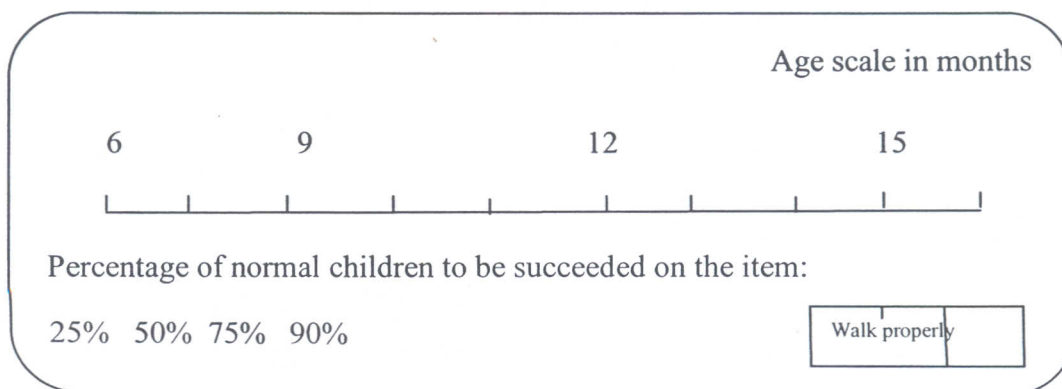 Age scale in months
6 9 12 15
Percentage of normal children to be succeeded on the item:
25% 50% 75% 90%
Walk properly